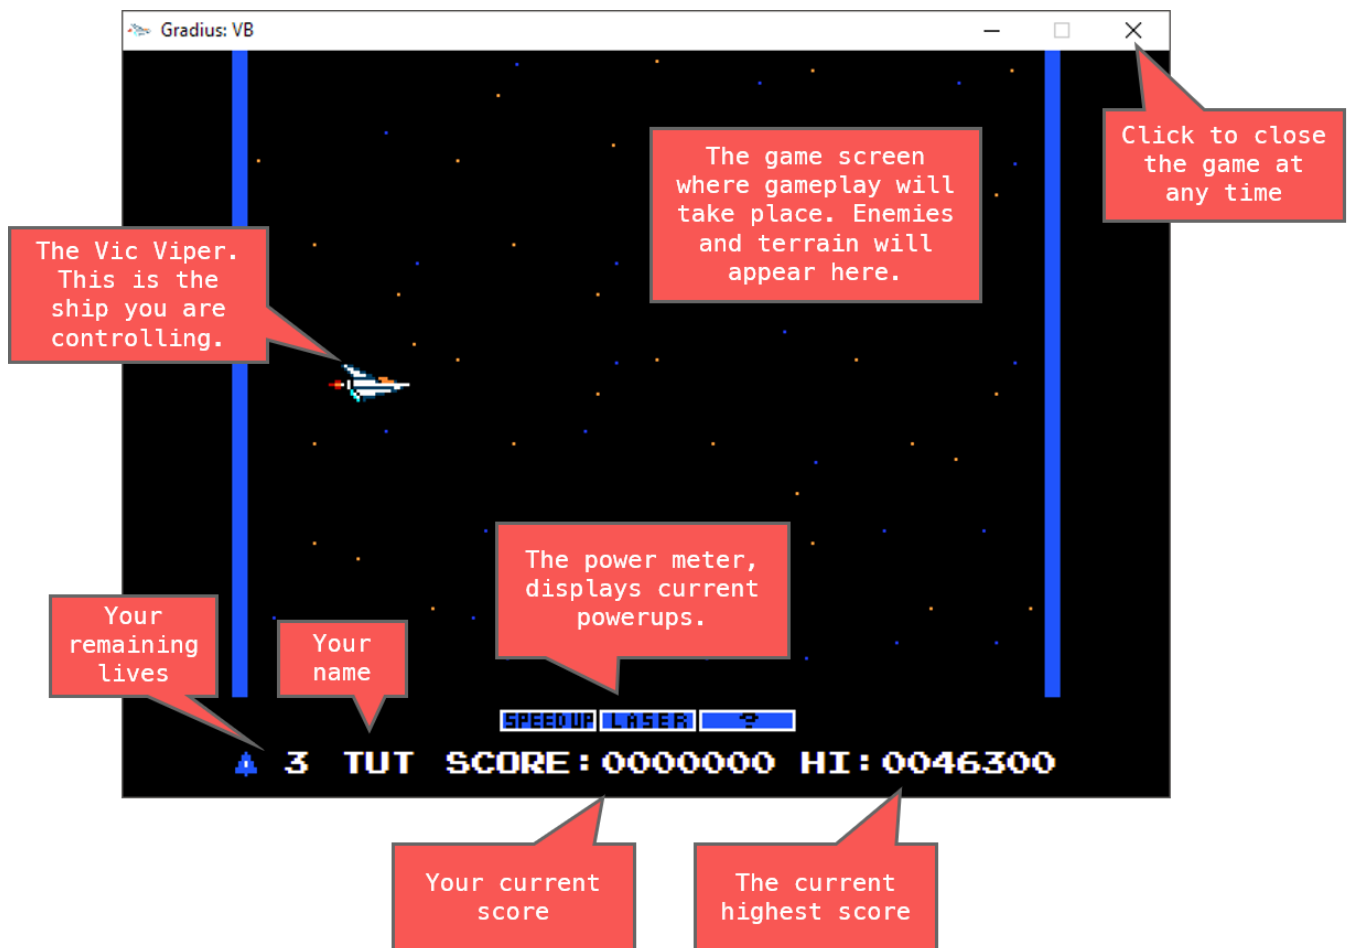 Gradius: VB
Click to close
the game at
any time
The game screen
where gameplay will
take place. Enemies
and terrain will
appear here.
The Vic Viper.
This is the
ship you are
controlling.
The power meter,
displays current
powerups.
Your
remaining
lives
Your
name
SPEED UP LASER ?
3 TUT SCORE:0000000 HI:0046300
Your current
score
The current
highest score